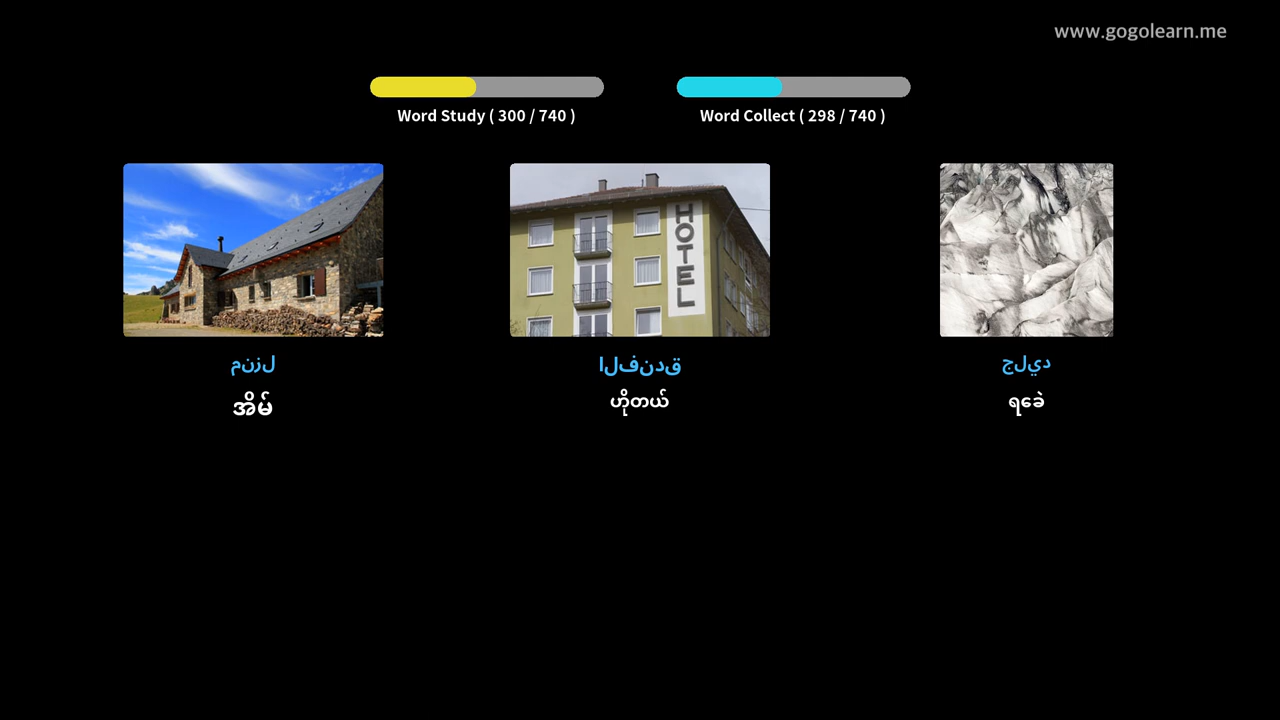 www.gogolearn.me
Word Study ( 300 / 740 )
Word Collect ( 298 / 740 )
منزل
الفندق
جليد
အိမ်
ဟိုတယ်
ရေခဲ
HOTEL